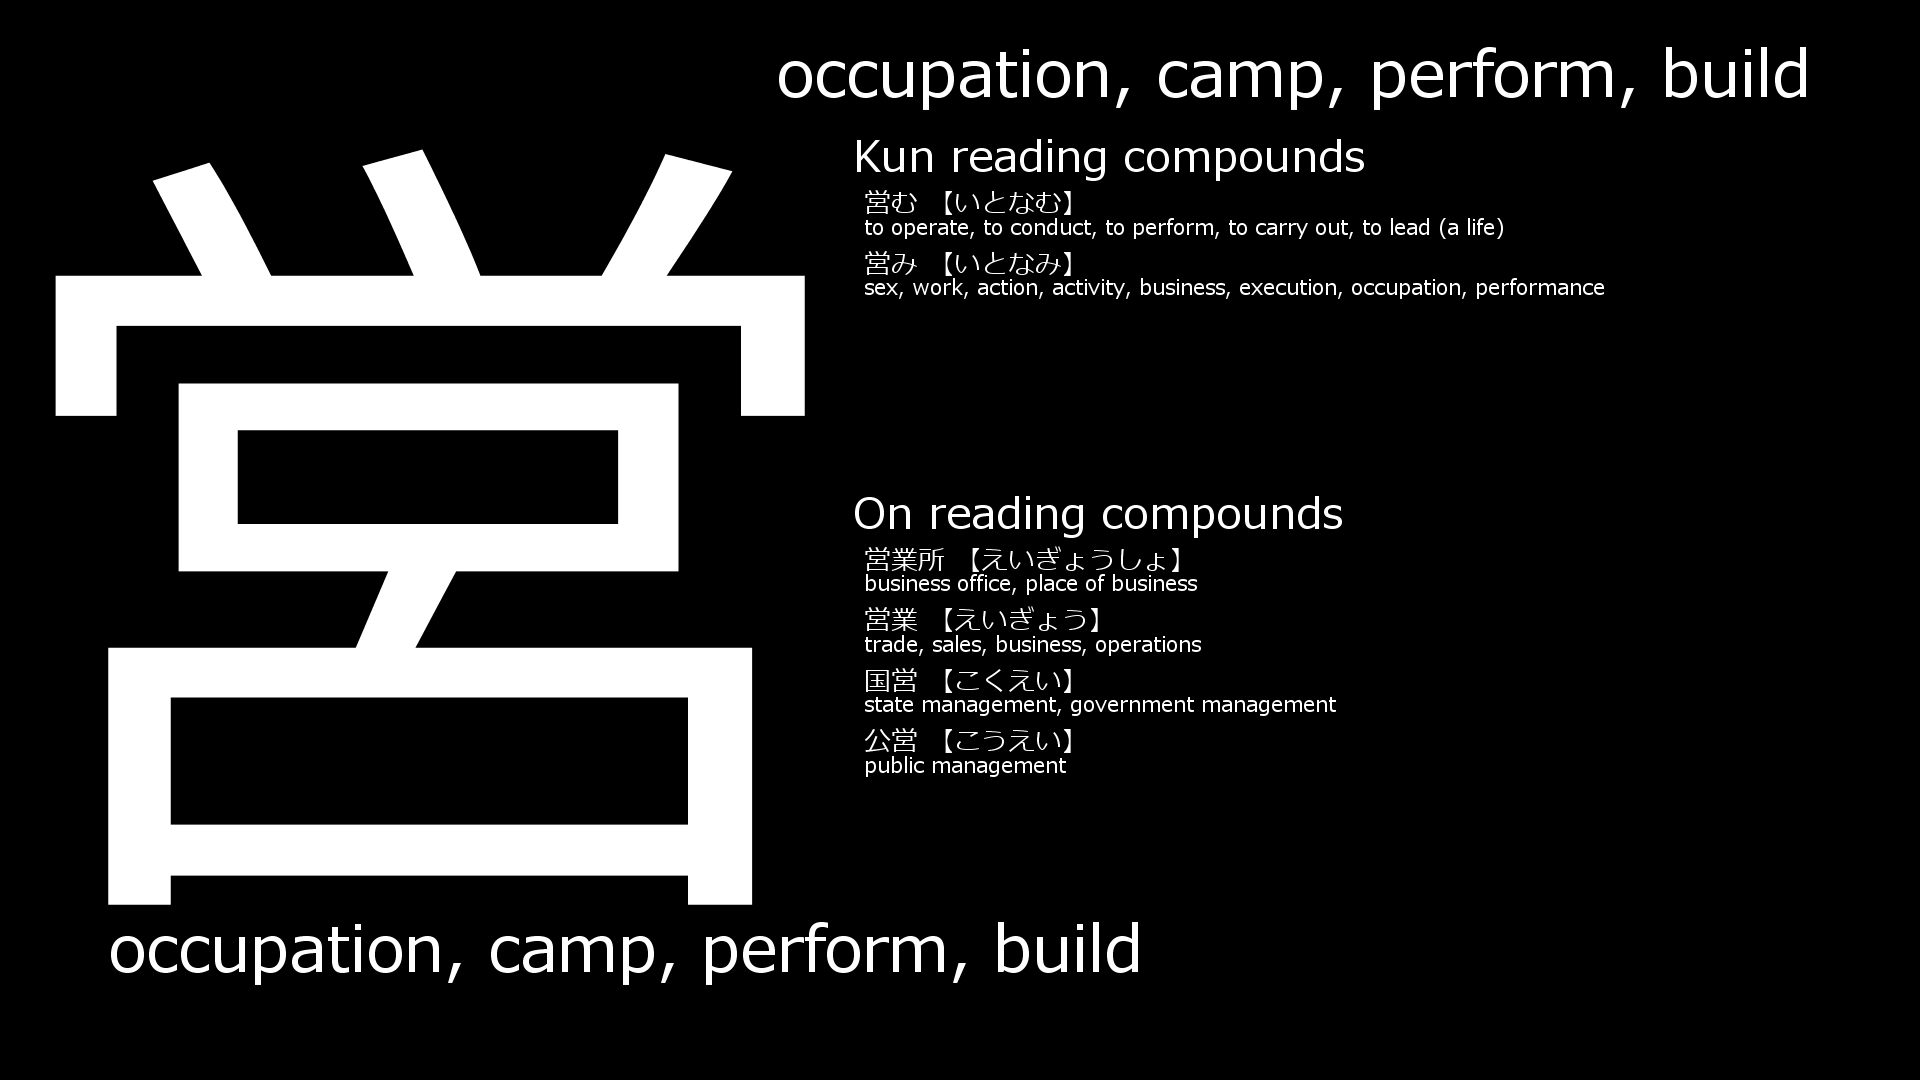 occupation, camp, perform, build
営
Kun reading compounds
営む 【いとなむ】
to operate, to conduct, to perform, to carry out, to lead (a life)
営み 【いとなみ】
sex, work, action, activity, business, execution, occupation, performance
On reading compounds
営業所 【えいぎょうしょ】
business office, place of business
営業 【えいぎょう】
trade, sales, business, operations
国営 【こくえい】
state management, government management
公営 【こうえい】
public management
occupation, camp, perform, build